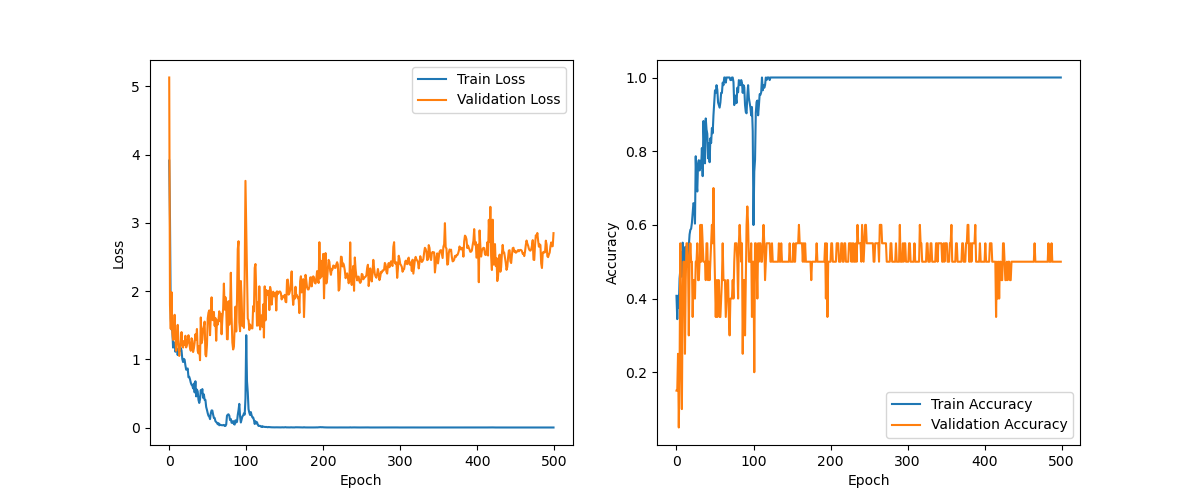 Train Loss
Validation Loss
5
4
3
2
1
0
Loss
0 100 200 300 400 500
Epoch
1.0
0.8
0.6
0.4
0.2
Accuracy
Train Accuracy
Validation Accuracy
0 100 200 300 400 500
Epoch